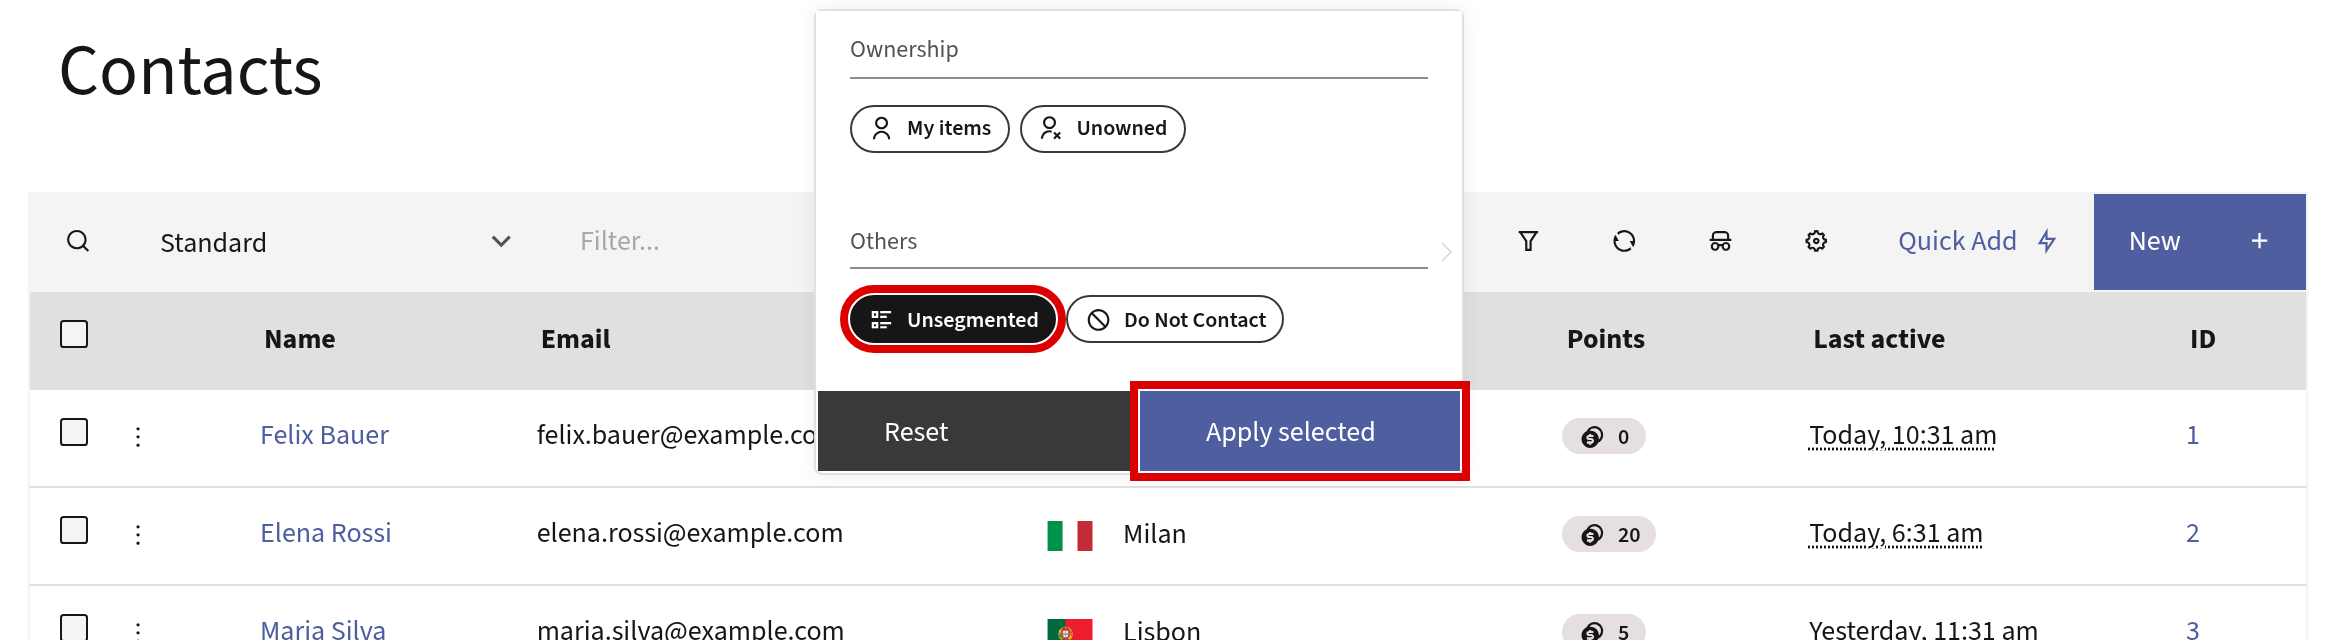 Contacts
Ownership
My items Unowned
Standard Filter... Others Quick Add New +
Unsegmented Do Not Contact
Name Email Points Last active ID
Reset Apply selected
Felix Bauer felix.bauer@example.co 0 Today, 10:31 am 1
Elena Rossi elena.rossi@example.com Milan 20 Today, 6:31 am 2
Maria Silva maria.silva@example.com Lisbon 5 Yesterday, 11:31 am 3